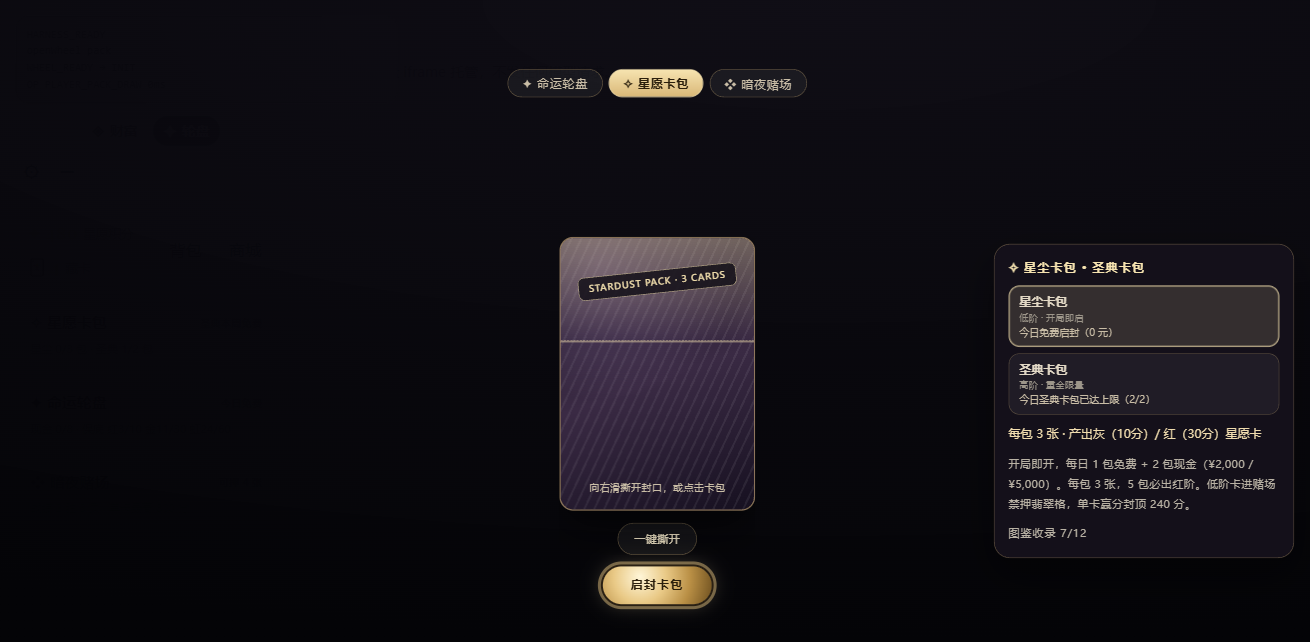 ✦ 命运轮盘
✧ 星愿卡包
❖ 暗夜赌场
STARDUST PACK · 3 CARDS
向右滑撕开封口，或点击卡包
一键撕开
启封卡包
✧ 星尘卡包 · 圣典卡包
星尘卡包
低阶 · 开局即启
今日免费启封（0 元）
圣典卡包
高阶 · 重金限量
今日圣典卡包已达上限（2/2）
每包 3 张 · 产出灰（10分）/ 红（30分）星愿卡
开局即开，每日 1 包免费 + 2 包现金（¥2,000 /
¥5,000）。每包 3 张，5 包必出红阶。低阶卡进赌场
禁押翡翠格，单卡赢分封顶 240 分。
图鉴收录 7/12